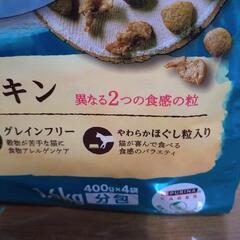 キン
異なる2つの食感の粒
グレインフリー
穀物が苦手な猫に
食物アレルゲンケア
やわらかほぐし粒入り
猫が喜んで食べる
食感のバラエティ
kg
400g×4袋
分包
PURINA